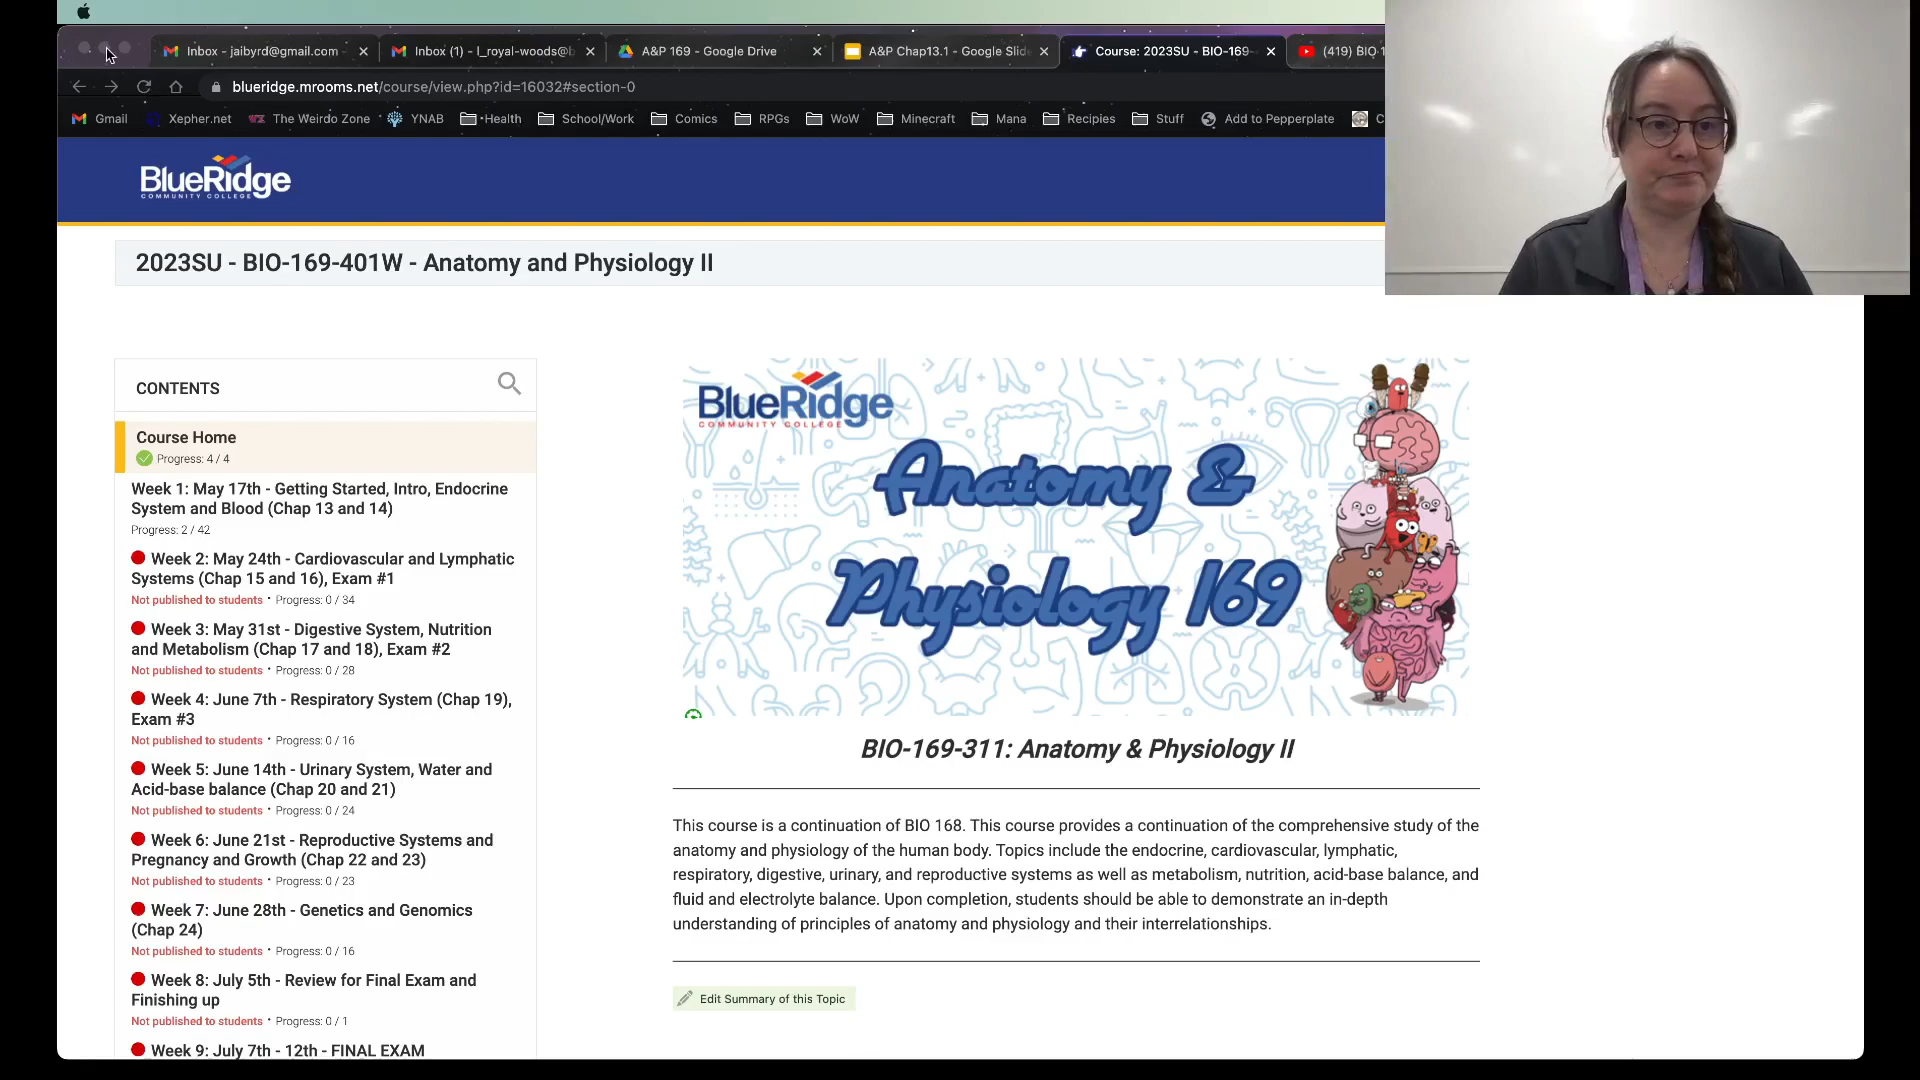 Inbox - jaibyrd@gmail.com
Inbox (1) - l_royal-woods@b
A&P 169 - Google Drive
A&P Chap13.1 - Google Slid
Course: 2023SU - BIO-169-
(419) BIO 1
blueridge.mrooms.net/course/view.php?id=16032#section-0
Gmail
Xepher.net
The Weirdo Zone
YNAB
Health
School/Work
Comics
RPGs
WoW
Minecraft
Mana
Recipies
Stuff
Add to Pepperplate
C
BlueRidge
COMMUNITY COLLEGE
2023SU - BIO-169-401W - Anatomy and Physiology II
CONTENTS
Course Home
Progress: 4 / 4
Week 1: May 17th - Getting Started, Intro, Endocrine
System and Blood (Chap 13 and 14)
Progress: 2 / 42
Week 2: May 24th - Cardiovascular and Lymphatic
Systems (Chap 15 and 16), Exam #1
Not published to students • Progress: 0 / 34
Week 3: May 31st - Digestive System, Nutrition
and Metabolism (Chap 17 and 18), Exam #2
Not published to students • Progress: 0 / 28
Week 4: June 7th - Respiratory System (Chap 19),
Exam #3
Not published to students • Progress: 0 / 16
Week 5: June 14th - Urinary System, Water and
Acid-base balance (Chap 20 and 21)
Not published to students • Progress: 0 / 24
Week 6: June 21st - Reproductive Systems and
Pregnancy and Growth (Chap 22 and 23)
Not published to students • Progress: 0 / 23
Week 7: June 28th - Genetics and Genomics
(Chap 24)
Not published to students • Progress: 0 / 16
Week 8: July 5th - Review for Final Exam and
Finishing up
Not published to students • Progress: 0 / 1
Week 9: July 7th - 12th - FINAL EXAM
BlueRidge
COMMUNITY COLLEGE
Anatomy &
Physiology 169
BIO-169-311: Anatomy & Physiology II
This course is a continuation of BIO 168. This course provides a continuation of the comprehensive study of the
anatomy and physiology of the human body. Topics include the endocrine, cardiovascular, lymphatic,
respiratory, digestive, urinary, and reproductive systems as well as metabolism, nutrition, acid-base balance, and
fluid and electrolyte balance. Upon completion, students should be able to demonstrate an in-depth
understanding of principles of anatomy and physiology and their interrelationships.
Edit Summary of this Topic